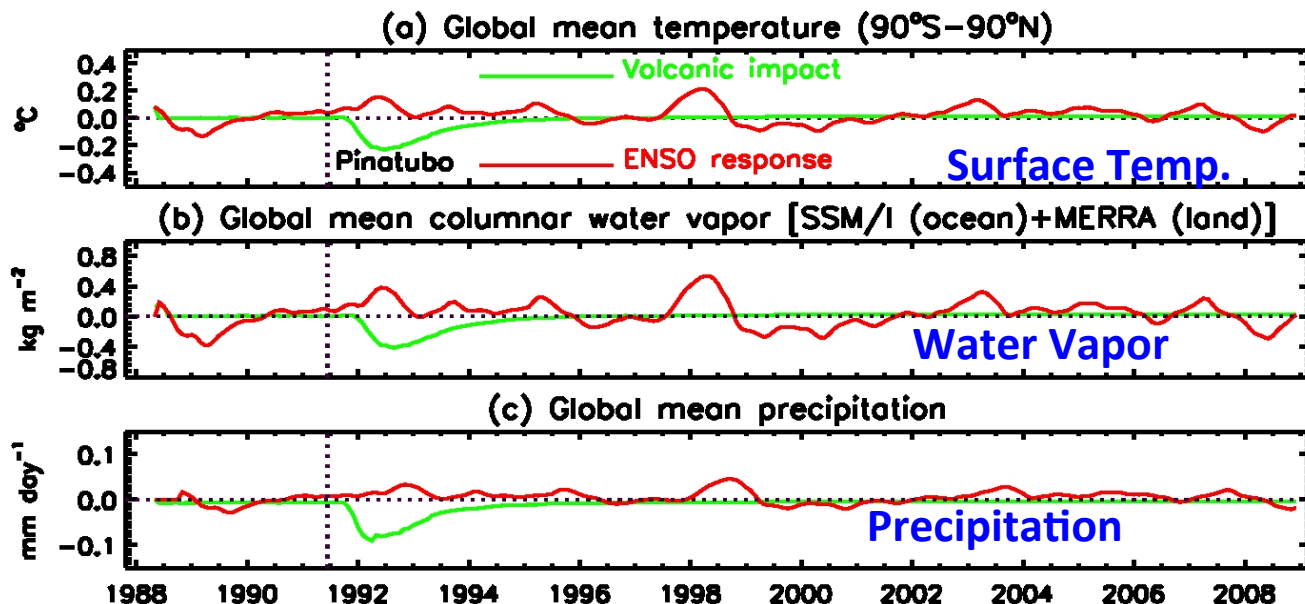 (a) Global mean temperature (90°S–90°N)
0.4
0.2
0.0
-0.2
-0.4
°C
Volcanic impact
Pinatubo
ENSO response
Surface Temp.
(b) Global mean columnar water vapor [SSM/I (ocean)+MERRA (land)]
0.8
0.4
0.0
-0.4
-0.8
kg m⁻²
Water Vapor
(c) Global mean precipitation
0.1
0.0
-0.1
mm day⁻¹
Precipitation
1988 1990 1992 1994 1996 1998 2000 2002 2004 2006 2008